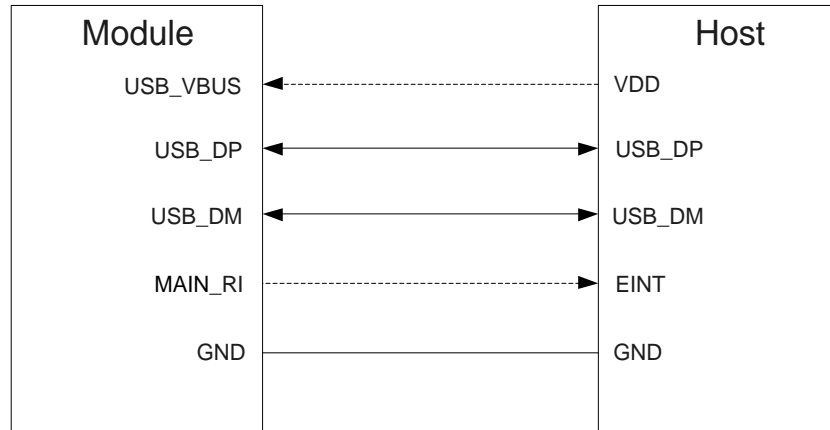 Module Host
USB_VBUS VDD
USB_DP USB_DP
USB_DM USB_DM
MAIN_RI EINT
GND GND